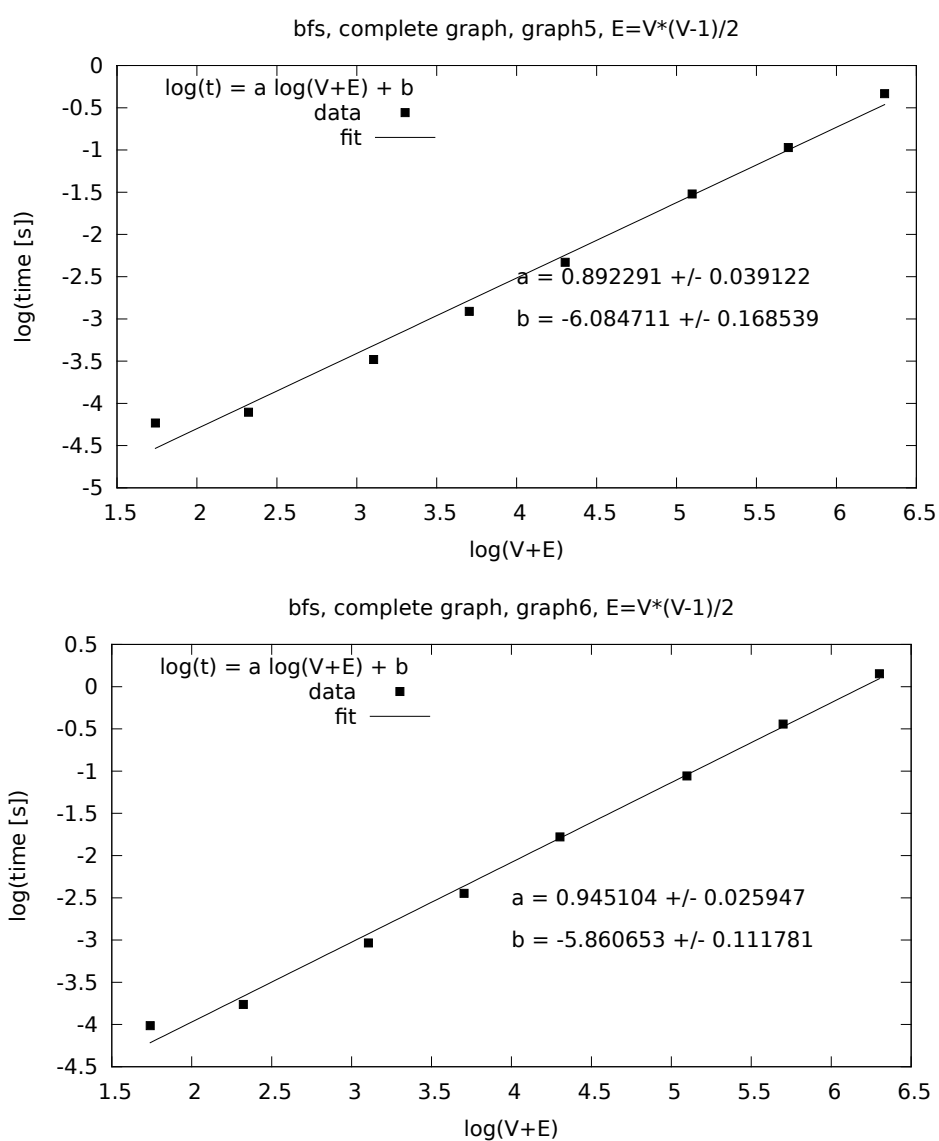 bfs, complete graph, graph5, E=V*(V-1)/2
0
log(t) = a log(V+E) + b
-0.5
data
fit
-1
-1.5
-2
log(time [s])
-2.5
a = 0.892291 +/- 0.039122
-3
b = -6.084711 +/- 0.168539
-3.5
-4
-4.5
-5
1.5 2 2.5 3 3.5 4 4.5 5 5.5 6 6.5
log(V+E)
bfs, complete graph, graph6, E=V*(V-1)/2
0.5
log(t) = a log(V+E) + b
0
data
fit
-0.5
-1
-1.5
log(time [s])
-2
-2.5
a = 0.945104 +/- 0.025947
-3
b = -5.860653 +/- 0.111781
-3.5
-4
-4.5
1.5 2 2.5 3 3.5 4 4.5 5 5.5 6 6.5
log(V+E)